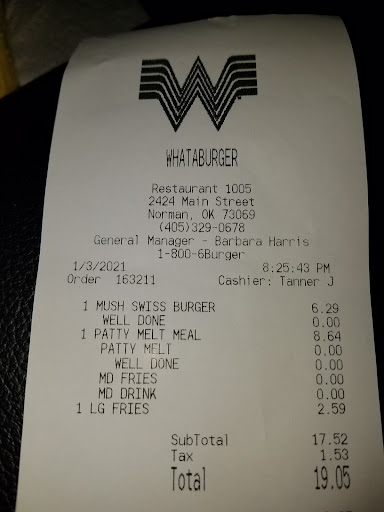 W
WHATABURGER
Restaurant 1005
2424 Main Street
Norman, OK 73069
(405)329-0678
General Manager - Barbara Harris
1-800-6Burger
1/3/2021 8:25:43 PM
Order 163211 Cashier: Tanner J
1 MUSH SWISS BURGER 6.29
WELL DONE 0.00
1 PATTY MELT MEAL 8.64
PATTY MELT 0.00
WELL DONE 0.00
MD FRIES 0.00
MD DRINK 0.00
1 LG FRIES 2.59
SubTotal 17.52
Tax 1.53
Total 19.05